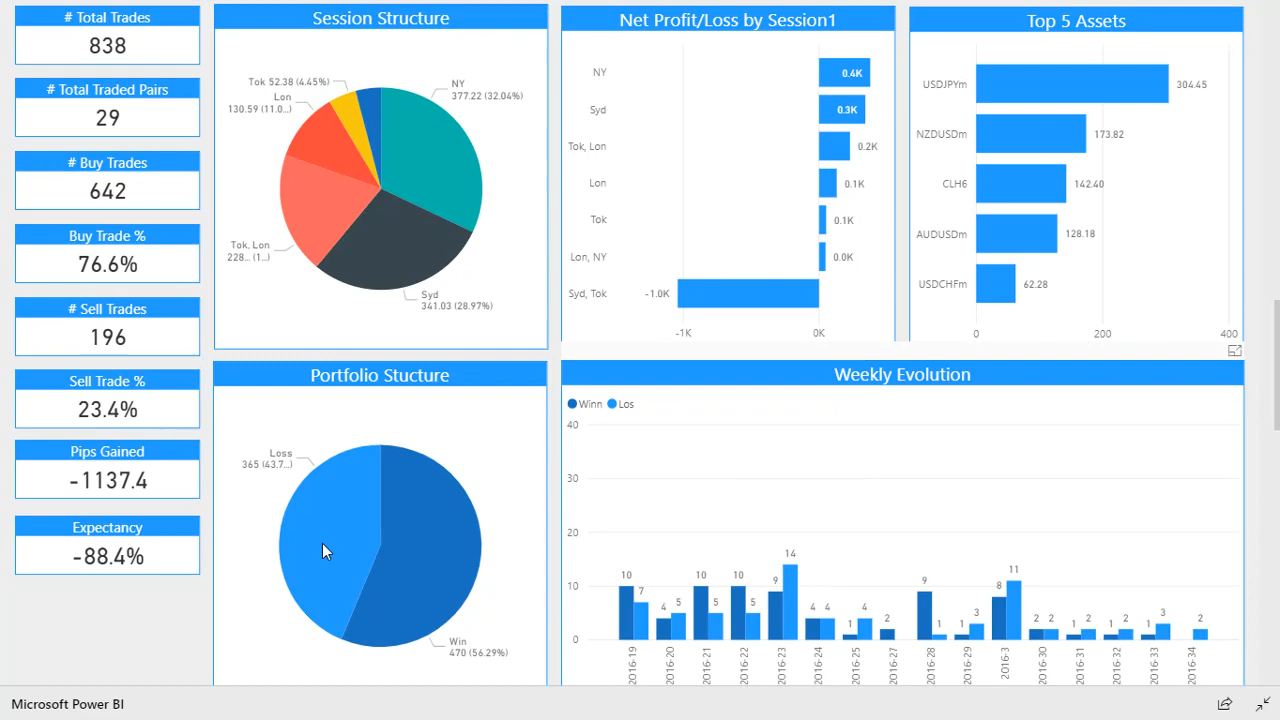 # Total Trades
838
# Total Traded Pairs
29
# Buy Trades
642
Buy Trade %
76.6%
# Sell Trades
196
Sell Trade %
23.4%
Pips Gained
-1137.4
Expectancy
-88.4%
Session Structure
Tok 52.38 (4.45%)
Lon
130.59 (11.0...)
NY
377.22 (32.04%)
Tok, Lon
228... (1...)
Syd
341.03 (28.97%)
Net Profit/Loss by Session1
NY 0.4K
Syd 0.3K
Tok, Lon 0.2K
Lon 0.1K
Tok 0.1K
Lon, NY 0.0K
Syd, Tok -1.0K
-1K 0K
Top 5 Assets
USDJPYm 304.45
NZDUSDm 173.82
CLH6 142.40
AUDUSDm 128.18
USDCHFm 62.28
0 200 400
Portfolio Stucture
Loss
365 (43.7...)
Win
470 (56.29%)
Weekly Evolution
Winn Los
40
30
20
10
0
10 7 4 5 10 5 10 5 9 14 4 4 1 4 2 9 1 1 3 8 11 2 2 1 2 1 2 1 3 2
2016-19 2016-20 2016-21 2016-22 2016-23 2016-24 2016-25 2016-27 2016-28 2016-29 2016-3 2016-30 2016-31 2016-32 2016-33 2016-34
Microsoft Power BI